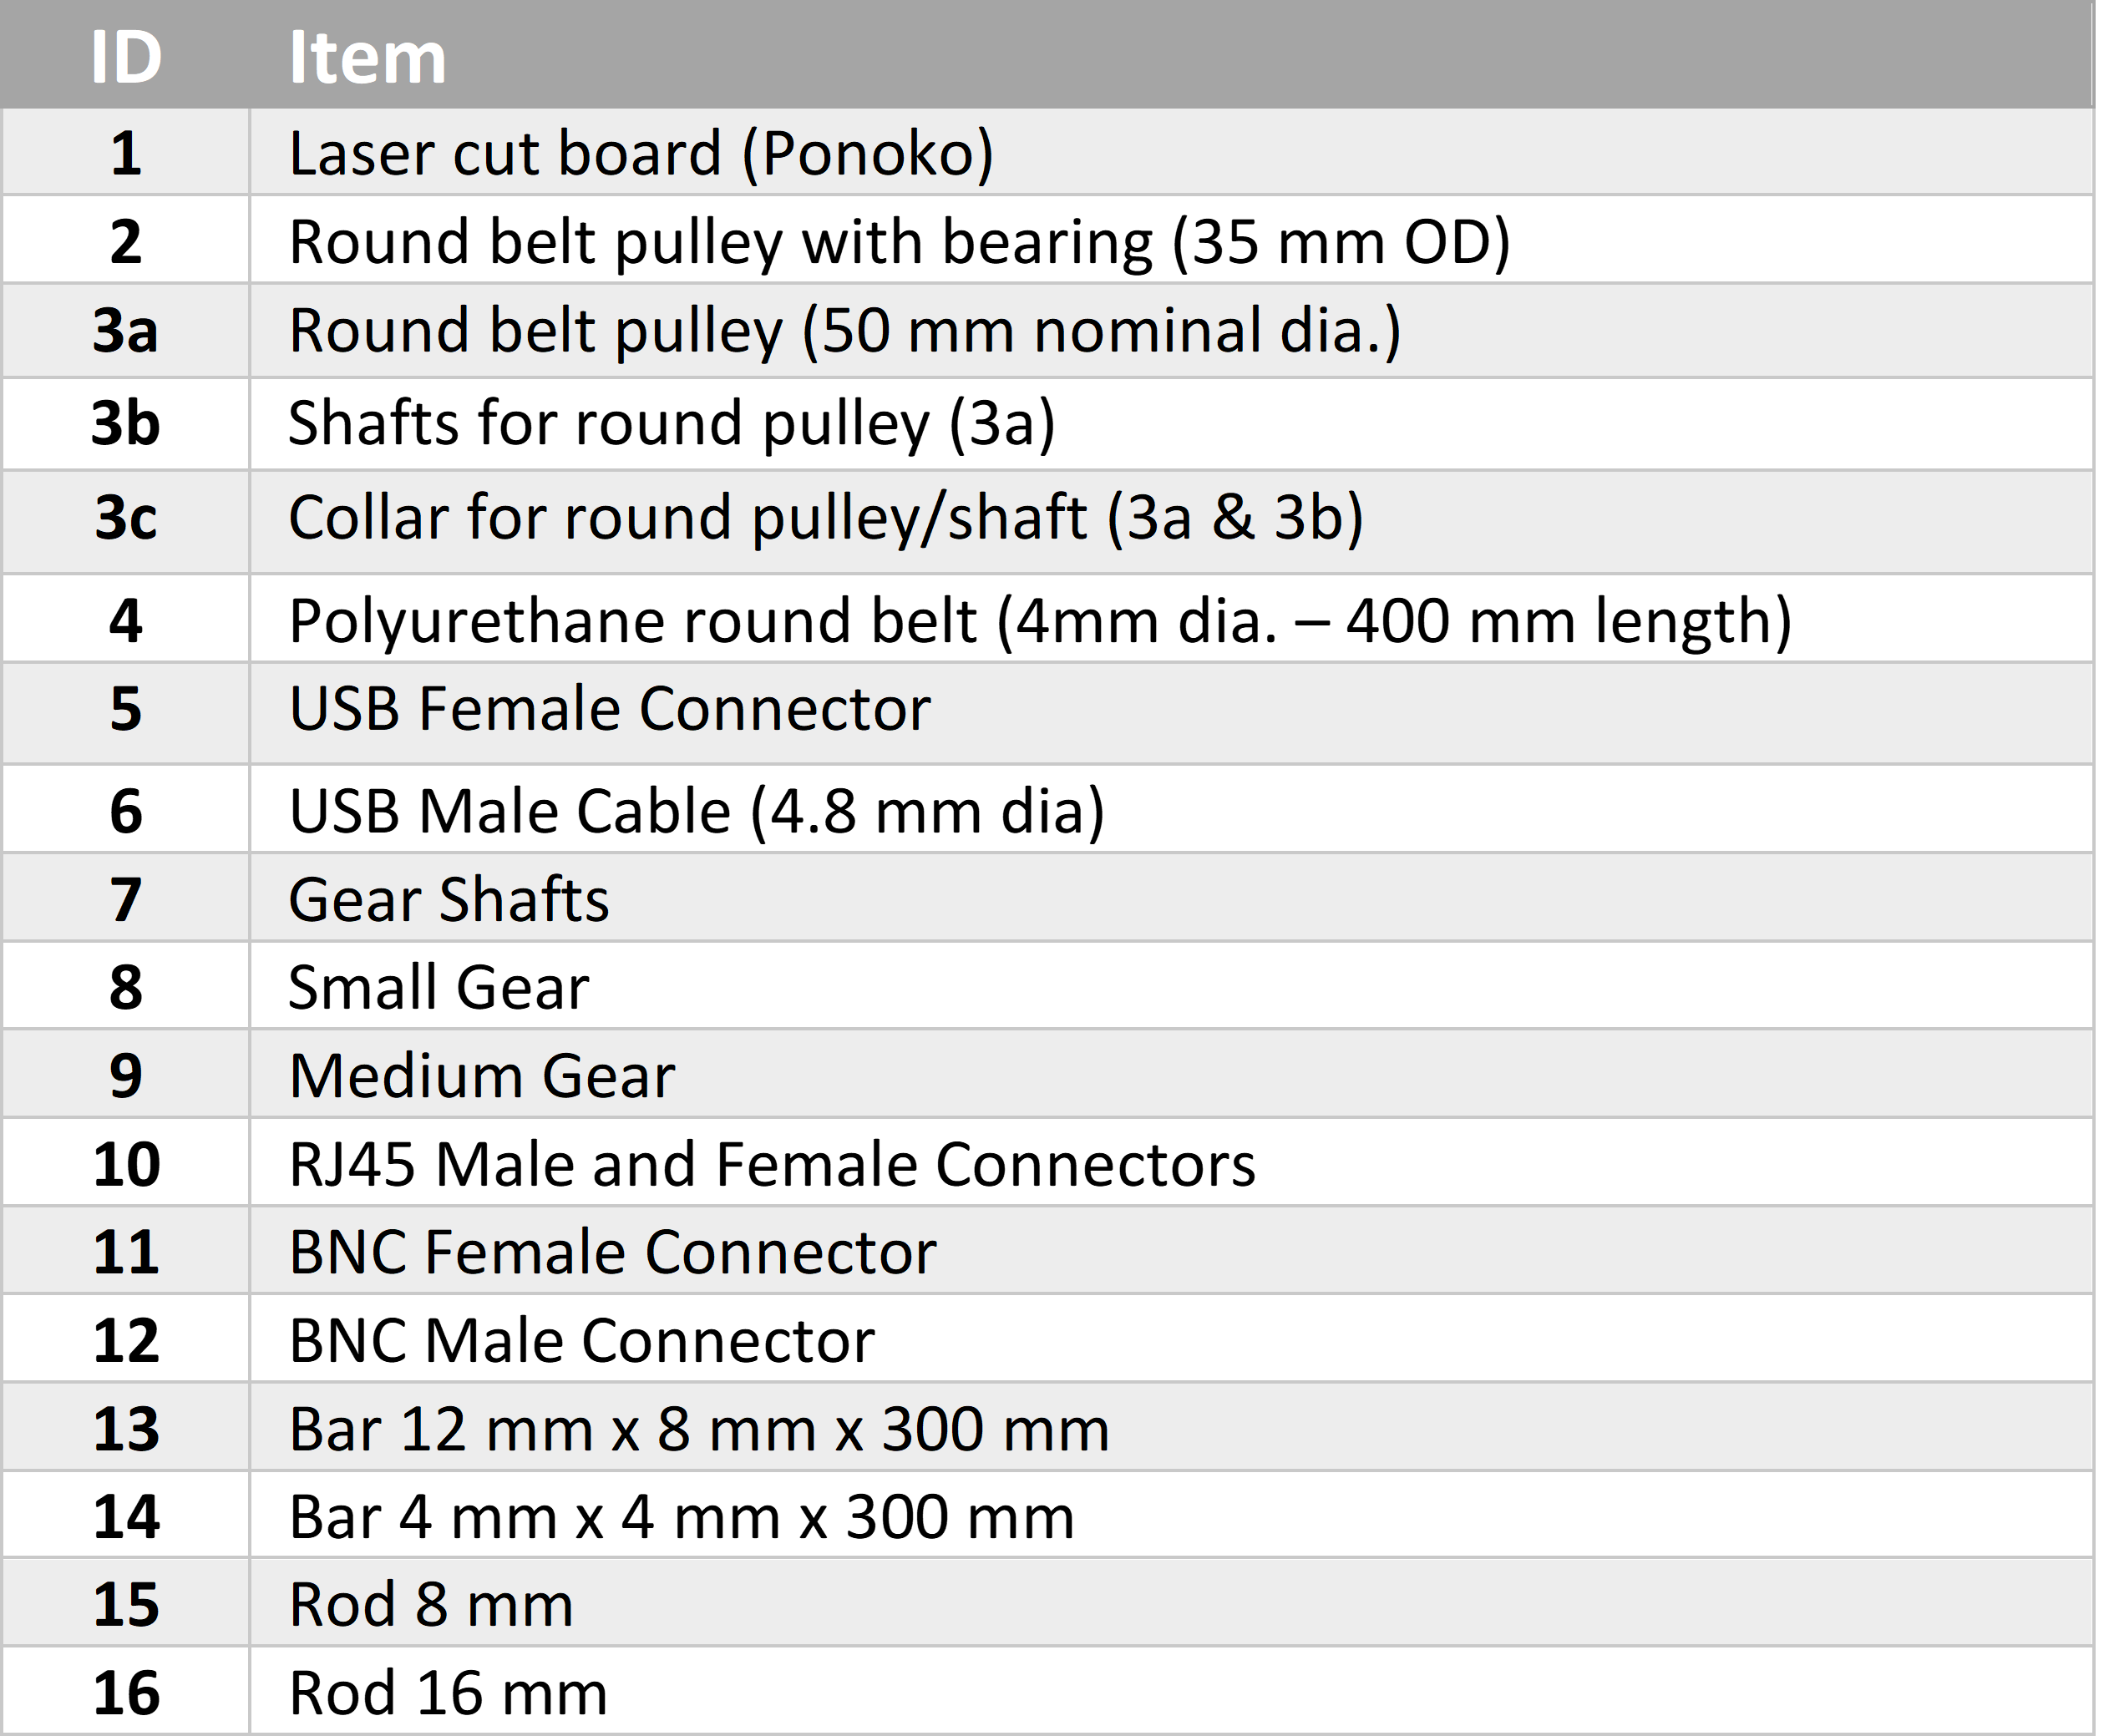 ID Item
1 Laser cut board (Ponoko)
2 Round belt pulley with bearing (35 mm OD)
3a Round belt pulley (50 mm nominal dia.)
3b Shafts for round pulley (3a)
3c Collar for round pulley/shaft (3a & 3b)
4 Polyurethane round belt (4mm dia. – 400 mm length)
5 USB Female Connector
6 USB Male Cable (4.8 mm dia)
7 Gear Shafts
8 Small Gear
9 Medium Gear
10 RJ45 Male and Female Connectors
11 BNC Female Connector
12 BNC Male Connector
13 Bar 12 mm x 8 mm x 300 mm
14 Bar 4 mm x 4 mm x 300 mm
15 Rod 8 mm
16 Rod 16 mm